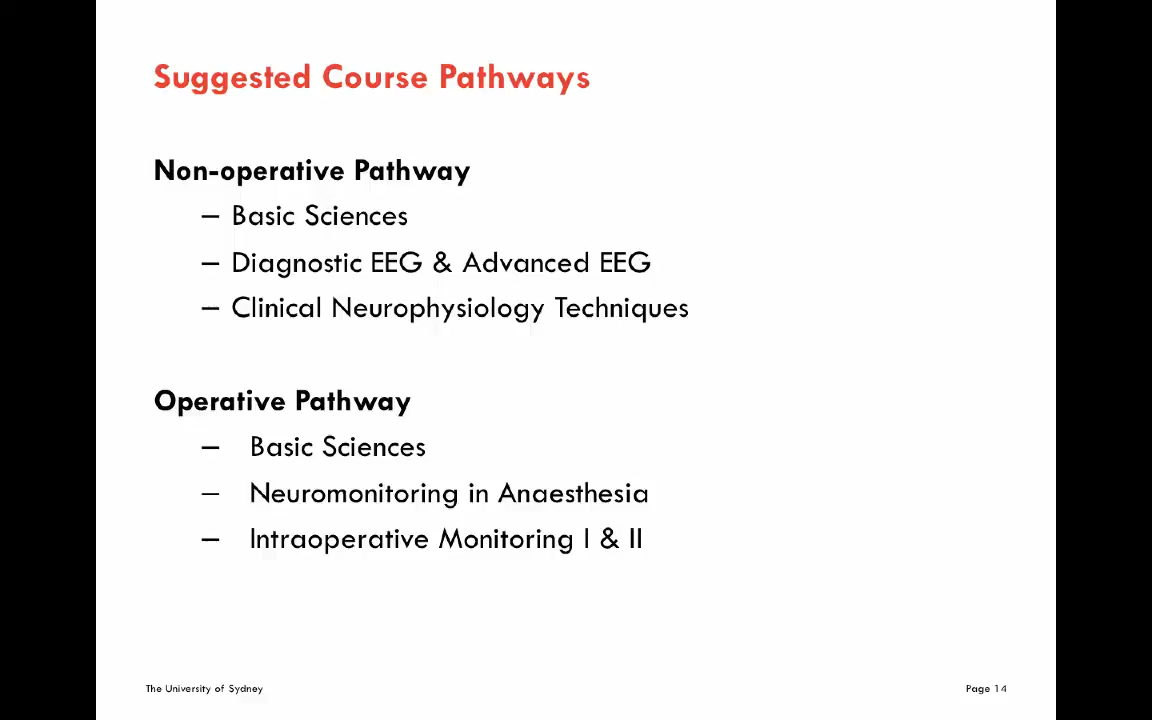 Suggested Course Pathways
Non-operative Pathway
– Basic Sciences
– Diagnostic EEG & Advanced EEG
– Clinical Neurophysiology Techniques
Operative Pathway
– Basic Sciences
– Neuromonitoring in Anaesthesia
– Intraoperative Monitoring I & II
The University of Sydney
Page 14